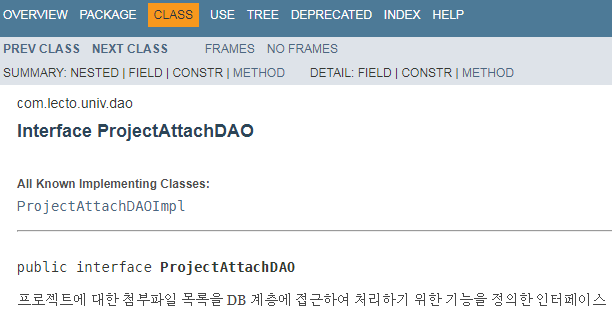 OVERVIEW PACKAGE CLASS USE TREE DEPRECATED INDEX HELP
PREV CLASS NEXT CLASS FRAMES NO FRAMES
SUMMARY: NESTED | FIELD | CONSTR | METHOD DETAIL: FIELD | CONSTR | METHOD
com.lecto.univ.dao
Interface ProjectAttachDAO
All Known Implementing Classes:
ProjectAttachDAOImpl
public interface ProjectAttachDAO
프로젝트에 대한 첨부파일 목록을 DB 계층에 접근하여 처리하기 위한 기능을 정의한 인터페이스